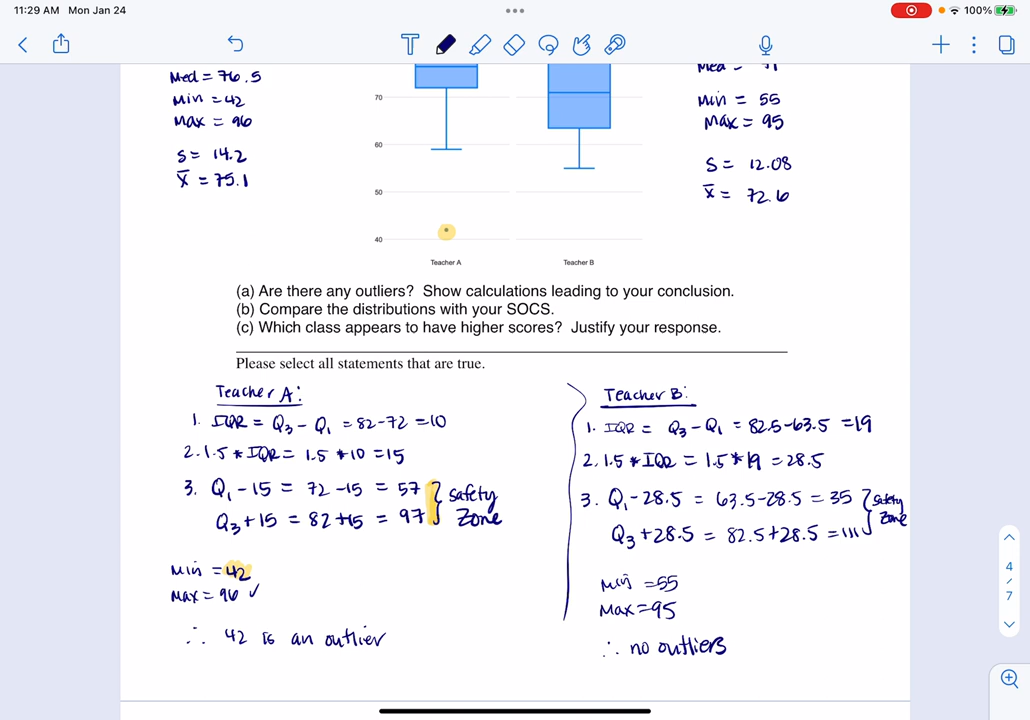 11:29 AM Mon Jan 24
100%
Med = 76.5
Min = 42
Max = 96
S = 14.2
x̄ = 75.1
70
60
50
40
Teacher A
Teacher B
Min = 55
Max = 95
S = 12.08
x̄ = 72.6
(a) Are there any outliers? Show calculations leading to your conclusion.
(b) Compare the distributions with your SOCS.
(c) Which class appears to have higher scores? Justify your response.
Please select all statements that are true.
Teacher A:
1. IQR = Q₃ - Q₁ = 82-72 = 10
2. 1.5 * IQR = 1.5 * 10 = 15
3. Q₁ - 15 = 72 - 15 = 57
Q₃ + 15 = 82 + 15 = 97
} Safety
Zone
Min = 42
Max = 96 ✓
∴ 42 is an outlier
Teacher B:
1. IQR = Q₃ - Q₁ = 82.5-63.5 = 19
2. 1.5 * IQR = 1.5 * 19 = 28.5
3. Q₁ - 28.5 = 63.5-28.5 = 35
Q₃ + 28.5 = 82.5 + 28.5 = 111
} Safety
Zone
Min = 55
Max = 95
∴ no outliers
4
/
7